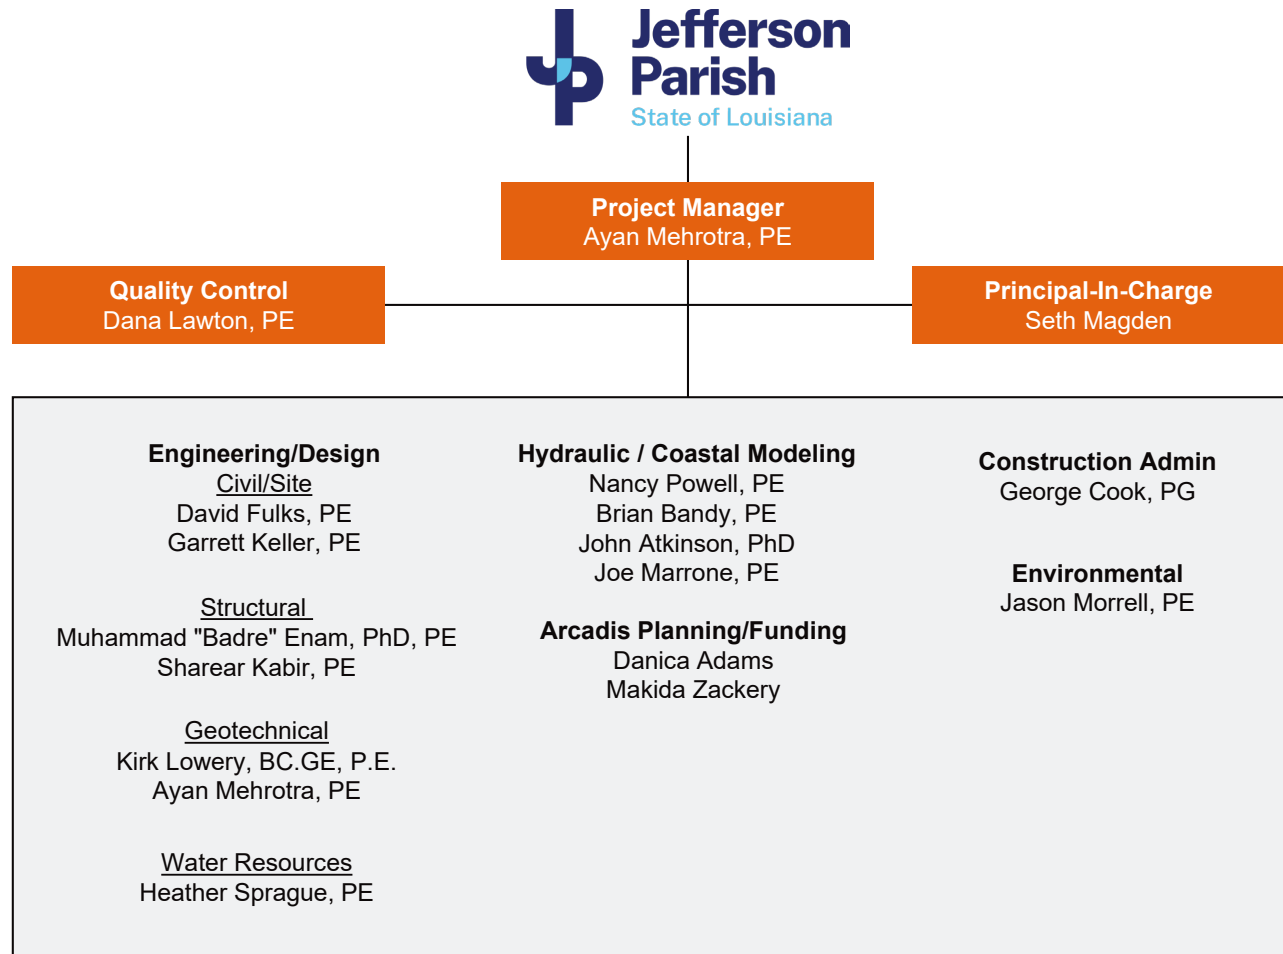 Jefferson
Parish
State of Louisiana
Project Manager
Ayan Mehrotra, PE
Quality Control
Dana Lawton, PE
Principal-In-Charge
Seth Magden
Engineering/Design
Civil/Site
David Fulks, PE
Garrett Keller, PE
Structural
Muhammad "Badre" Enam, PhD, PE
Sharear Kabir, PE
Geotechnical
Kirk Lowery, BC.GE, P.E.
Ayan Mehrotra, PE
Water Resources
Heather Sprague, PE
Hydraulic / Coastal Modeling
Nancy Powell, PE
Brian Bandy, PE
John Atkinson, PhD
Joe Marrone, PE
Arcadis Planning/Funding
Danica Adams
Makida Zackery
Construction Admin
George Cook, PG
Environmental
Jason Morrell, PE